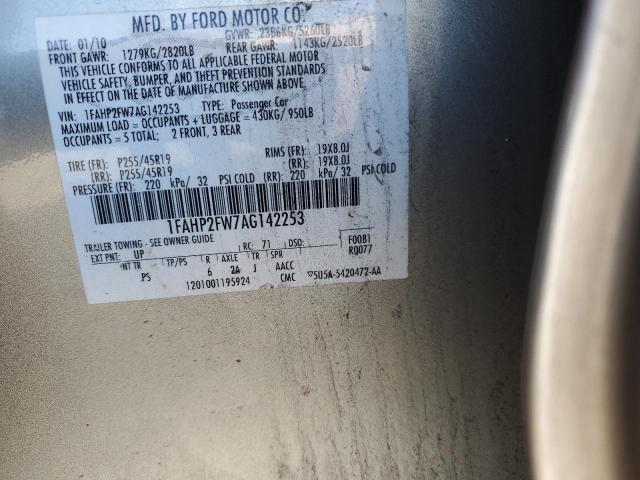 MFD. BY FORD MOTOR CO.
DATE: 01/10 GVWR: 2386KG/5260LB
FRONT GAWR: 1279KG/2820LB REAR GAWR: 1143KG/2520LB
THIS VEHICLE CONFORMS TO ALL APPLICABLE FEDERAL MOTOR
VEHICLE SAFETY, BUMPER, AND THEFT PREVENTION STANDARDS
IN EFFECT ON THE DATE OF MANUFACTURE SHOWN ABOVE.
VIN: 1FAHP2FW7AG142253 TYPE: Passenger Car
MAXIMUM LOAD = OCCUPANTS + LUGGAGE = 430KG/ 950LB
OCCUPANTS = 5 TOTAL: 2 FRONT, 3 REAR
TIRE (FR): P255/45R19 RIMS (FR): 19X8.0J
(RR): P255/45R19 (RR): 19X8.0J
PRESSURE (FR): 220 kPa/ 32 PSI COLD (RR): 220 kPa/ 32 PSI COLD
1FAHP2FW7AG142253
TRAILER TOWING - SEE OWNER GUIDE
EXT PNT: UP RC: 71 DSO: F00B1
INT TR TP/PS R AXLE TR SPR R0077
PS 6 2A J AACC
1201001195924 CMC ▽5U5A-5420472-AA